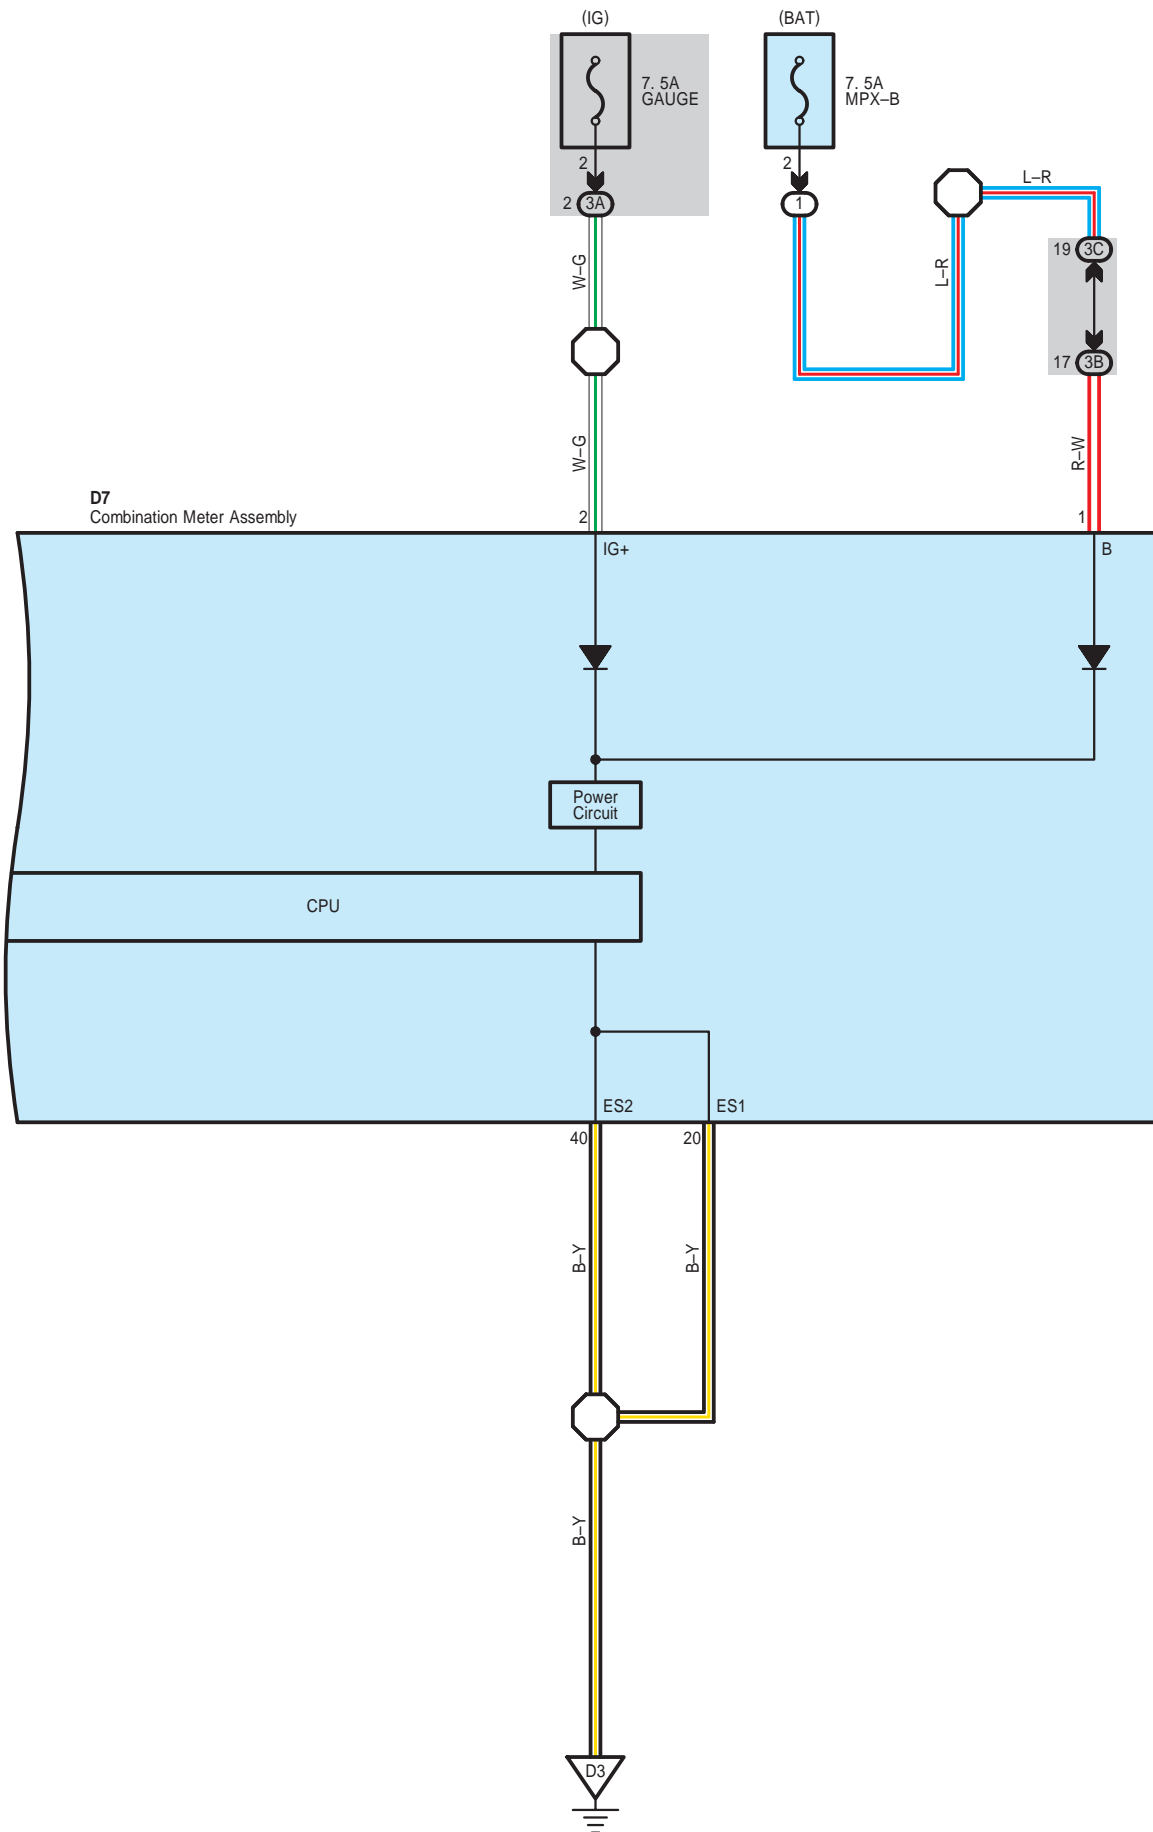 (IG)
(BAT)
7. 5A
GAUGE
7. 5A
MPX–B
2
2
2
3A
1
L–R
W–G
L–R
19
3C
17
3B
W–G
R–W
D7
Combination Meter Assembly
2
1
IG+
B
Power
Circuit
CPU
ES2
ES1
40
20
B–Y
B–Y
B–Y
D3